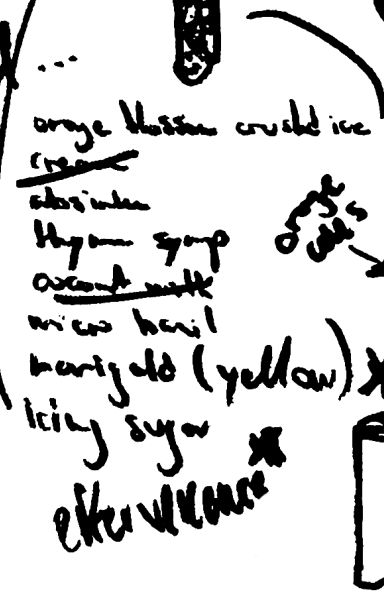 orange blossom crushed ice
cream
absinthe
thyme syrup
coconut milk
micro basil
marigold (yellow)
icing sugar
effervescence